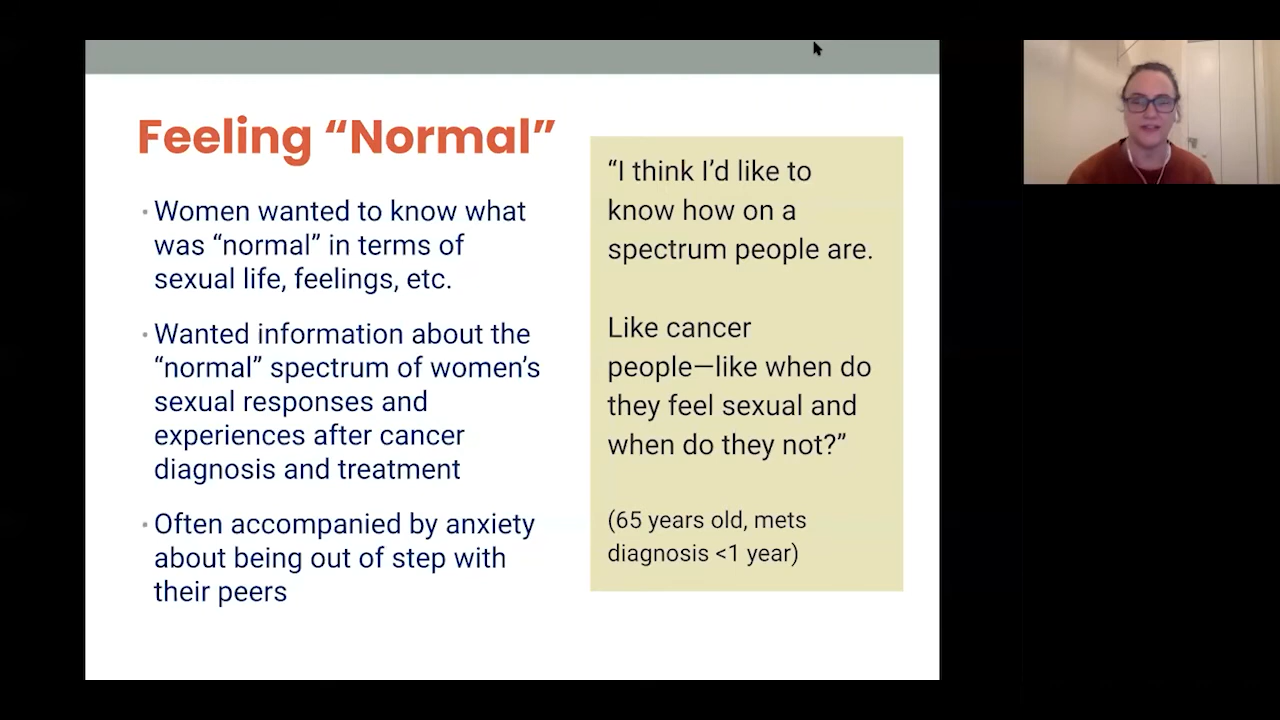 Feeling “Normal”
Women wanted to know what
was “normal” in terms of
sexual life, feelings, etc.
Wanted information about the
“normal” spectrum of women’s
sexual responses and
experiences after cancer
diagnosis and treatment
Often accompanied by anxiety
about being out of step with
their peers
“I think I’d like to
know how on a
spectrum people are.
Like cancer
people—like when do
they feel sexual and
when do they not?”
(65 years old, mets
diagnosis <1 year)